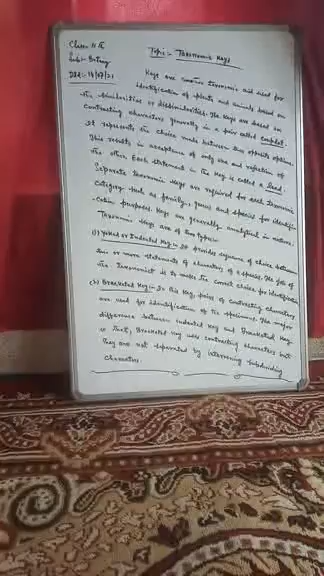 Class: 11th
Topic:- Taxonomic Keys
Sub:- Botany
Date:- 14/07/21
Keys are another taxonomic aid used for
identification of plants and animals based on
the similarities or dissimilarities. The keys are based on
contrasting characters generally in a pair called Couplet.
It represents the choice made between two opposite options.
This results in acceptance of only one and rejection of
the other. Each statement in the key is called a Lead.
Separate taxonomic keys are required for each taxonomic
category such as family, genus and species for identifi-
cation purposes. Keys are generally analytical in nature.
Taxonomic keys are of two types:-
Indented Key:- It provides sequence of choice between
two or more statements of characters of a species. The
taxonomist is to make the correct choice for identification.
(b) Bracketed Key:- In this key, pairs of contrasting characters
are used for identification of the specimen. The major
difference between indented key and Bracketed key
is that, Bracketed key uses contrasting characters but
they are not separated by intervening subdividing
characters.